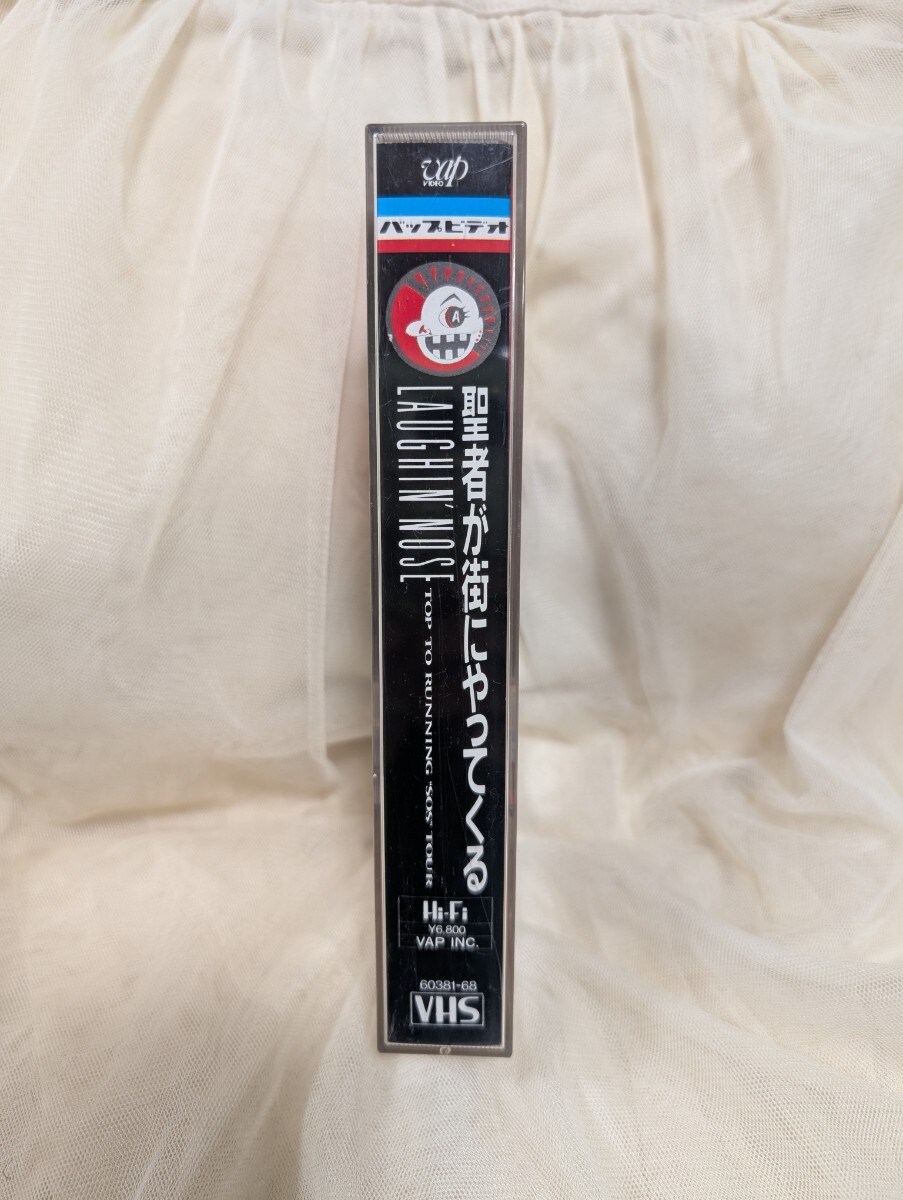 vap
VIDEO
バップビデオ
A
聖者が街にやってくる
LAUGHIN' NOSE
TOP TO RUNNING "SOS" TOUR
Hi-Fi
¥6,800
VAP INC.
60381-68
VHS